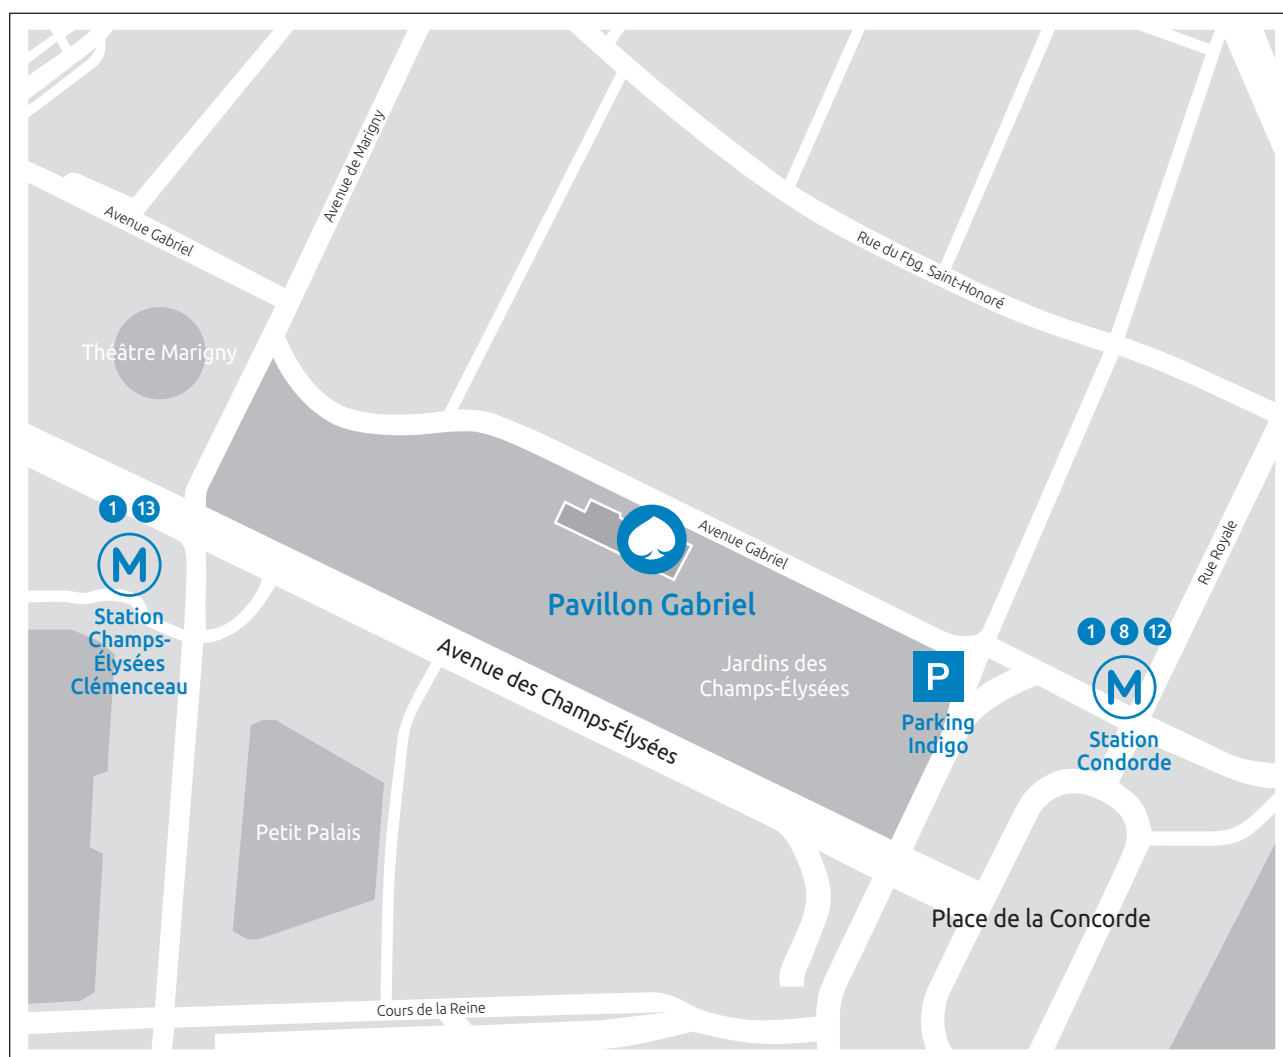 Avenue de Marigny
Avenue Gabriel
Rue du Fbg. Saint-Honoré
Théâtre Marigny
1 13
M
Station
Champs-
Élysées
Clémenceau
Avenue Gabriel
Rue Royale
Pavillon Gabriel
1 8 12
M
Station
Condorde
Avenue des Champs-Élysées
Jardins des
Champs-Élysées
P
Parking
Indigo
Petit Palais
Place de la Concorde
Cours de la Reine